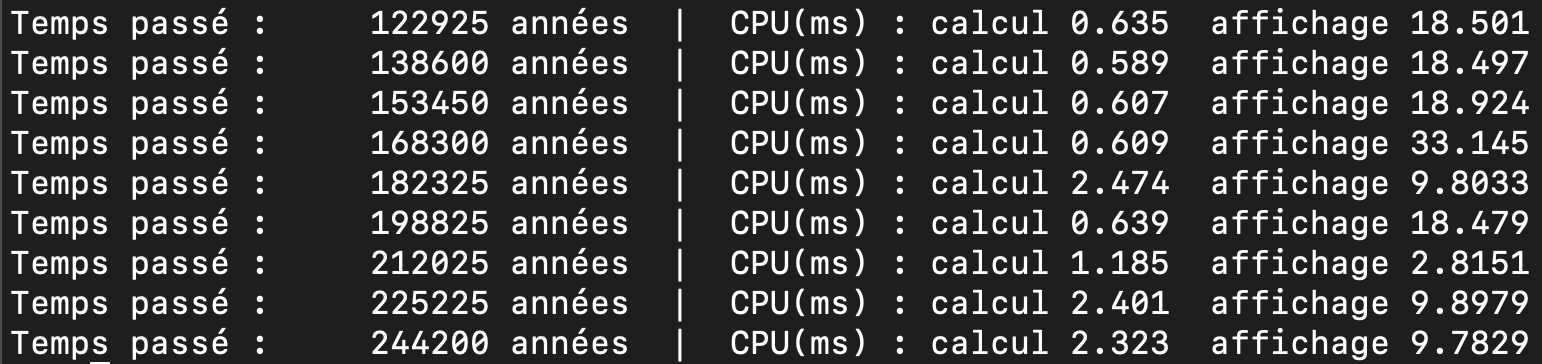 Temps passé :     122925 années  |  CPU(ms) : calcul 0.635  affichage 18.501
Temps passé :     138600 années  |  CPU(ms) : calcul 0.589  affichage 18.497
Temps passé :     153450 années  |  CPU(ms) : calcul 0.607  affichage 18.924
Temps passé :     168300 années  |  CPU(ms) : calcul 0.609  affichage 33.145
Temps passé :     182325 années  |  CPU(ms) : calcul 2.474  affichage 9.8033
Temps passé :     198825 années  |  CPU(ms) : calcul 0.639  affichage 18.479
Temps passé :     212025 années  |  CPU(ms) : calcul 1.185  affichage 2.8151
Temps passé :     225225 années  |  CPU(ms) : calcul 2.401  affichage 9.8979
Temps passé :     244200 années  |  CPU(ms) : calcul 2.323  affichage 9.7829